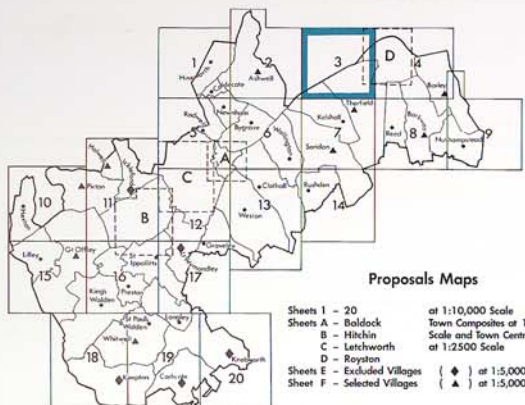 1
2
3
D
4
Hinxworth
Caldecote
Ashwell
Barley
Therfield
Radwell
Newnham
Bygrave
Kelshall
Reed
Barkway
5
6
7
8
9
Wallington
Sandon
Nuthampstead
A
C
Clothall
Rushden
10
Pirton
11
B
12
13
14
Weston
Lilley
Gt Offley
St Ippollitts
Graveley
15
16
17
King's Walden
Preston
St Pauls Walden
Langley
Whitwell
18
19
20
Knebworth
Kimpton
Codicote
Proposals Maps
Sheets 1 – 20 at 1:10,000 Scale
Sheets A – Baldock Town Composites at 1
B – Hitchin Scale and Town Centr
C – Letchworth at 1:2500 Scale
D – Royston
Sheets E – Excluded Villages ( ♦ ) at 1:5,000
Sheet F – Selected Villages ( ▲ ) at 1:5,000